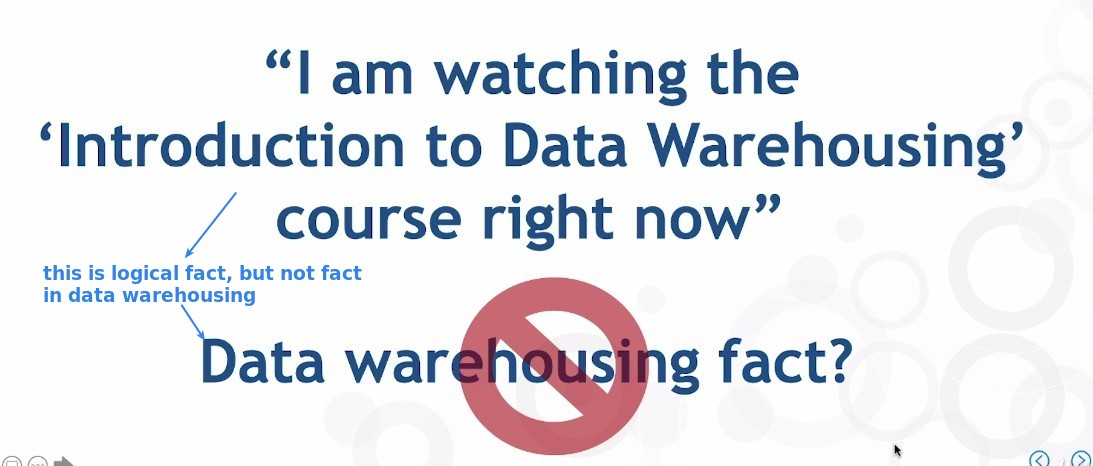 “I am watching the
‘Introduction to Data Warehousing’
course right now”
this is logical fact, but not fact
in data warehousing
Data warehousing fact?